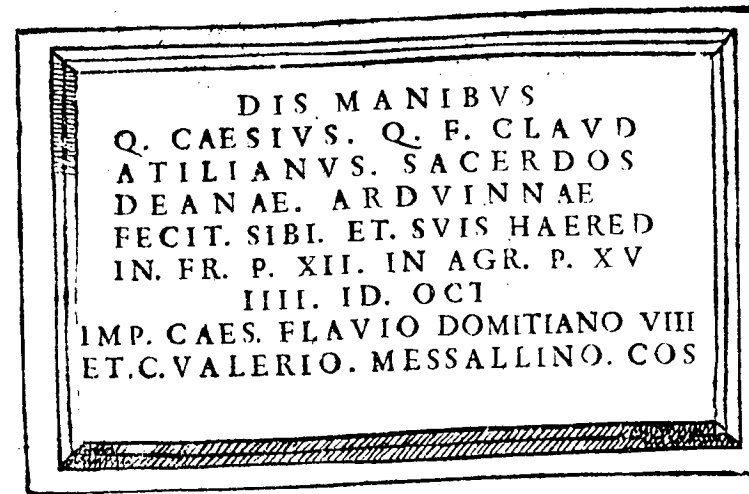 DIS MANIBVS
Q. CAESIVS. Q. F. CLAVD
ATILIANVS. SACERDOS
DEANAE. ARDVINNAE
FECIT. SIBI. ET. SVIS HAERED
IN. FR. P. XII. IN AGR. P. XV
IIII. ID. OCT
IMP. CAES. FLAVIO DOMITIANO VIII
ET.C.VALERIO. MESSALLINO. COS